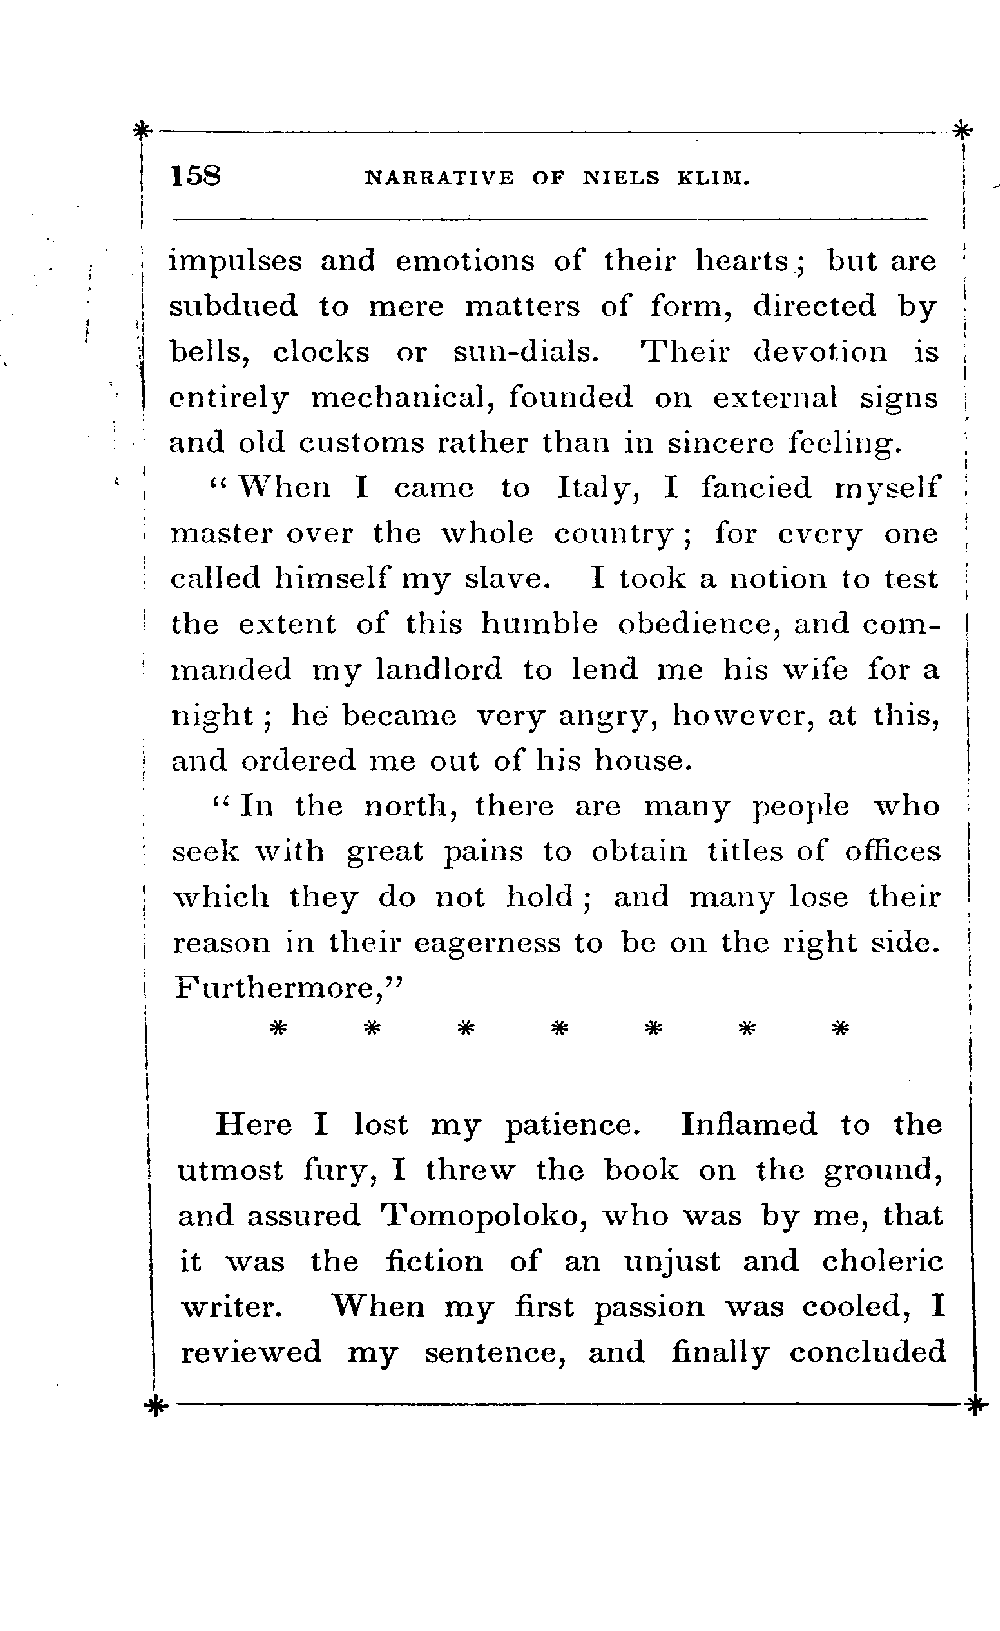 158 NARRATIVE OF NIELS KLIM.
impulses and emotions of their hearts; but are
subdued to mere matters of form, directed by
bells, clocks or sun-dials. Their devotion is
entirely mechanical, founded on external signs
and old customs rather than in sincere feeling.
“When I came to Italy, I fancied myself
master over the whole country; for every one
called himself my slave. I took a notion to test
the extent of this humble obedience, and com-
manded my landlord to lend me his wife for a
night; he became very angry, however, at this,
and ordered me out of his house.
“In the north, there are many people who
seek with great pains to obtain titles of offices
which they do not hold; and many lose their
reason in their eagerness to be on the right side.
Furthermore,”
* * * * * * *
Here I lost my patience. Inflamed to the
utmost fury, I threw the book on the ground,
and assured Tomopoloko, who was by me, that
it was the fiction of an unjust and choleric
writer. When my first passion was cooled, I
reviewed my sentence, and finally concluded